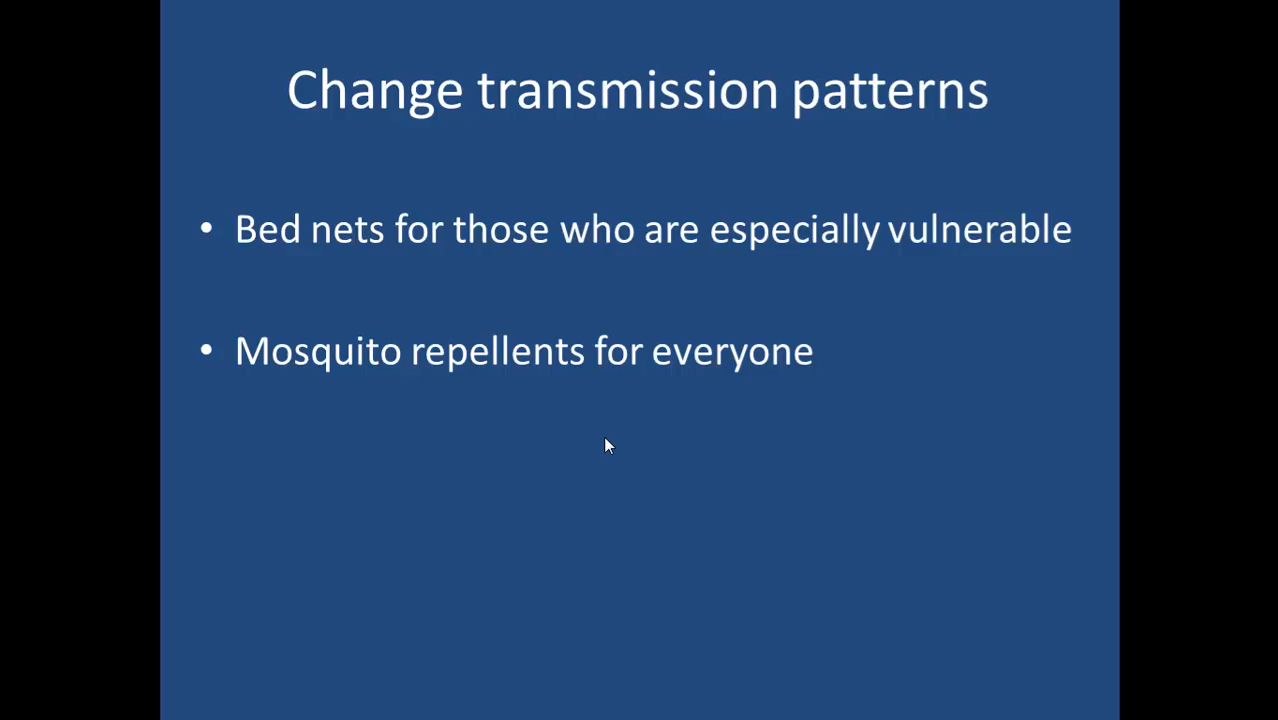 Change transmission patterns
• Bed nets for those who are especially vulnerable
• Mosquito repellents for everyone